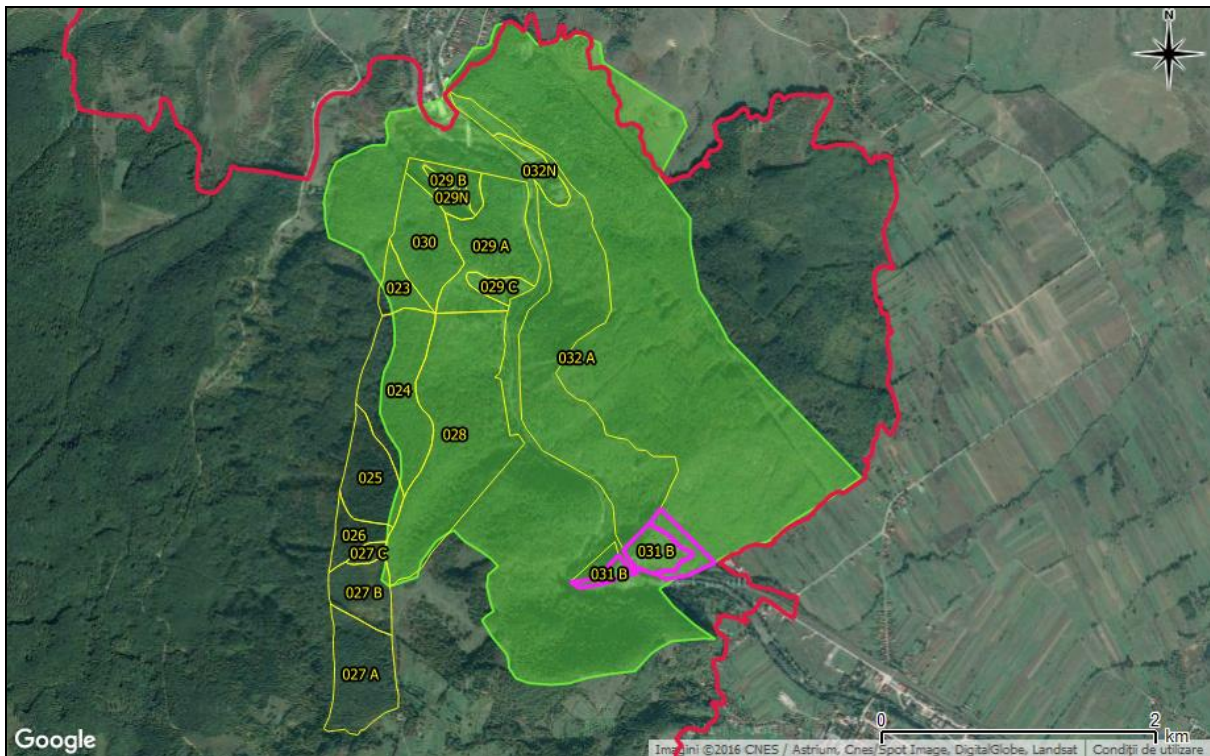 N
032N
029 B
029N
030
029 A
023
029 C
032 A
024
028
025
026
027 C
031 B
031 B
027 B
027 A
0
2
km
Google
Imagini ©2016 CNES / Astrium, Cnes/Spot Image, DigitalGlobe, Landsat
Condiții de utilizare